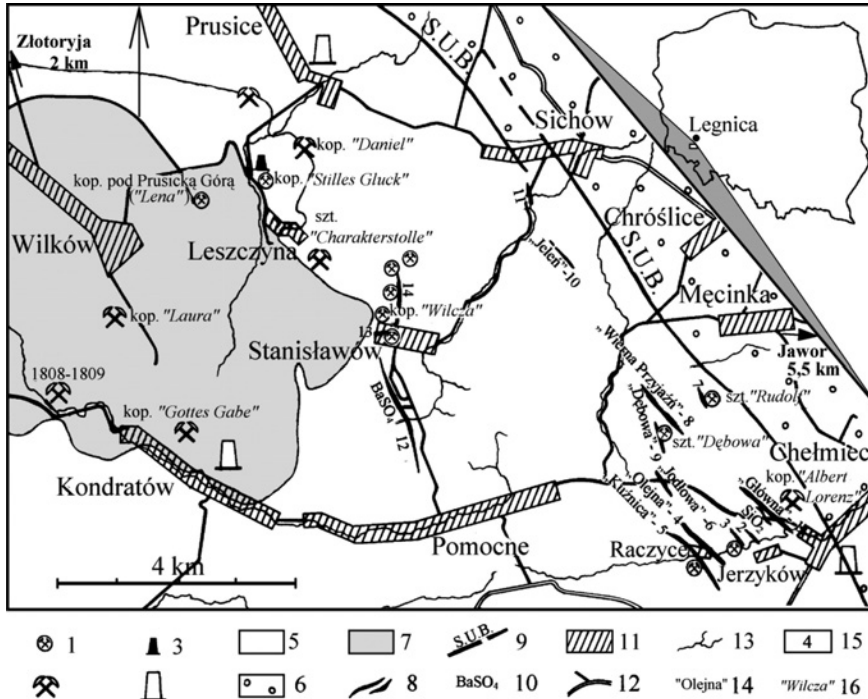 Prusice
Złotoryja
2 km
S.U.B.
Sichów
Legnica
kop. "Daniel"
kop. pod Prusicką Górą
("Lena")
kop. "Stilles Gluck"
szt.
"Charakterstolle"
Wilków
Leszczyna
11
„Jeleń”-10
Chróślice
S.U.B.
14
kop. "Laura"
kop. "Wilcza"
13
Stanisławów
Męcinka
Jawor
5,5 km
1808-1809
kop. "Gottes Gabe"
BaSO₄
12
„Wierna Przyjaźń”- 8
7
szt. "Rudolf"
„Dębowa”- 9
szt. "Dębowa"
Chełmiec
kop. "Albert
Lorenz"
Kondratów
„Jodłowa”-6
„Olejna”- 4
„Kuźnica”- 5
„Główna”-
SiO₂
3
2
Pomocne
Raczyce
Jerzyków
4 km
1
3
5
7
S.U.B.
9
11
13
4
15
6
8
BaSO₄
10
12
"Olejna" 14
"Wilcza" 16